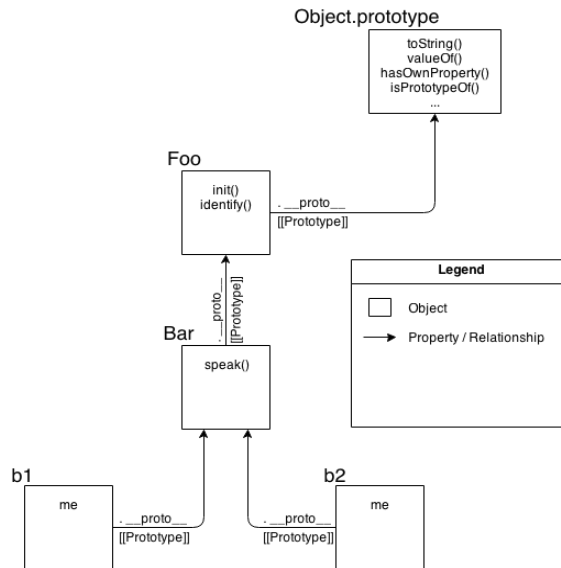 Object.prototype
toString()
valueOf()
hasOwnProperty()
isPrototypeOf()
...
Foo
init()
identify()
. __proto__
[[Prototype]]
. __proto__
[[Prototype]]
Legend
Object
Property / Relationship
Bar
speak()
b1
me
. __proto__
[[Prototype]]
. __proto__
[[Prototype]]
b2
me